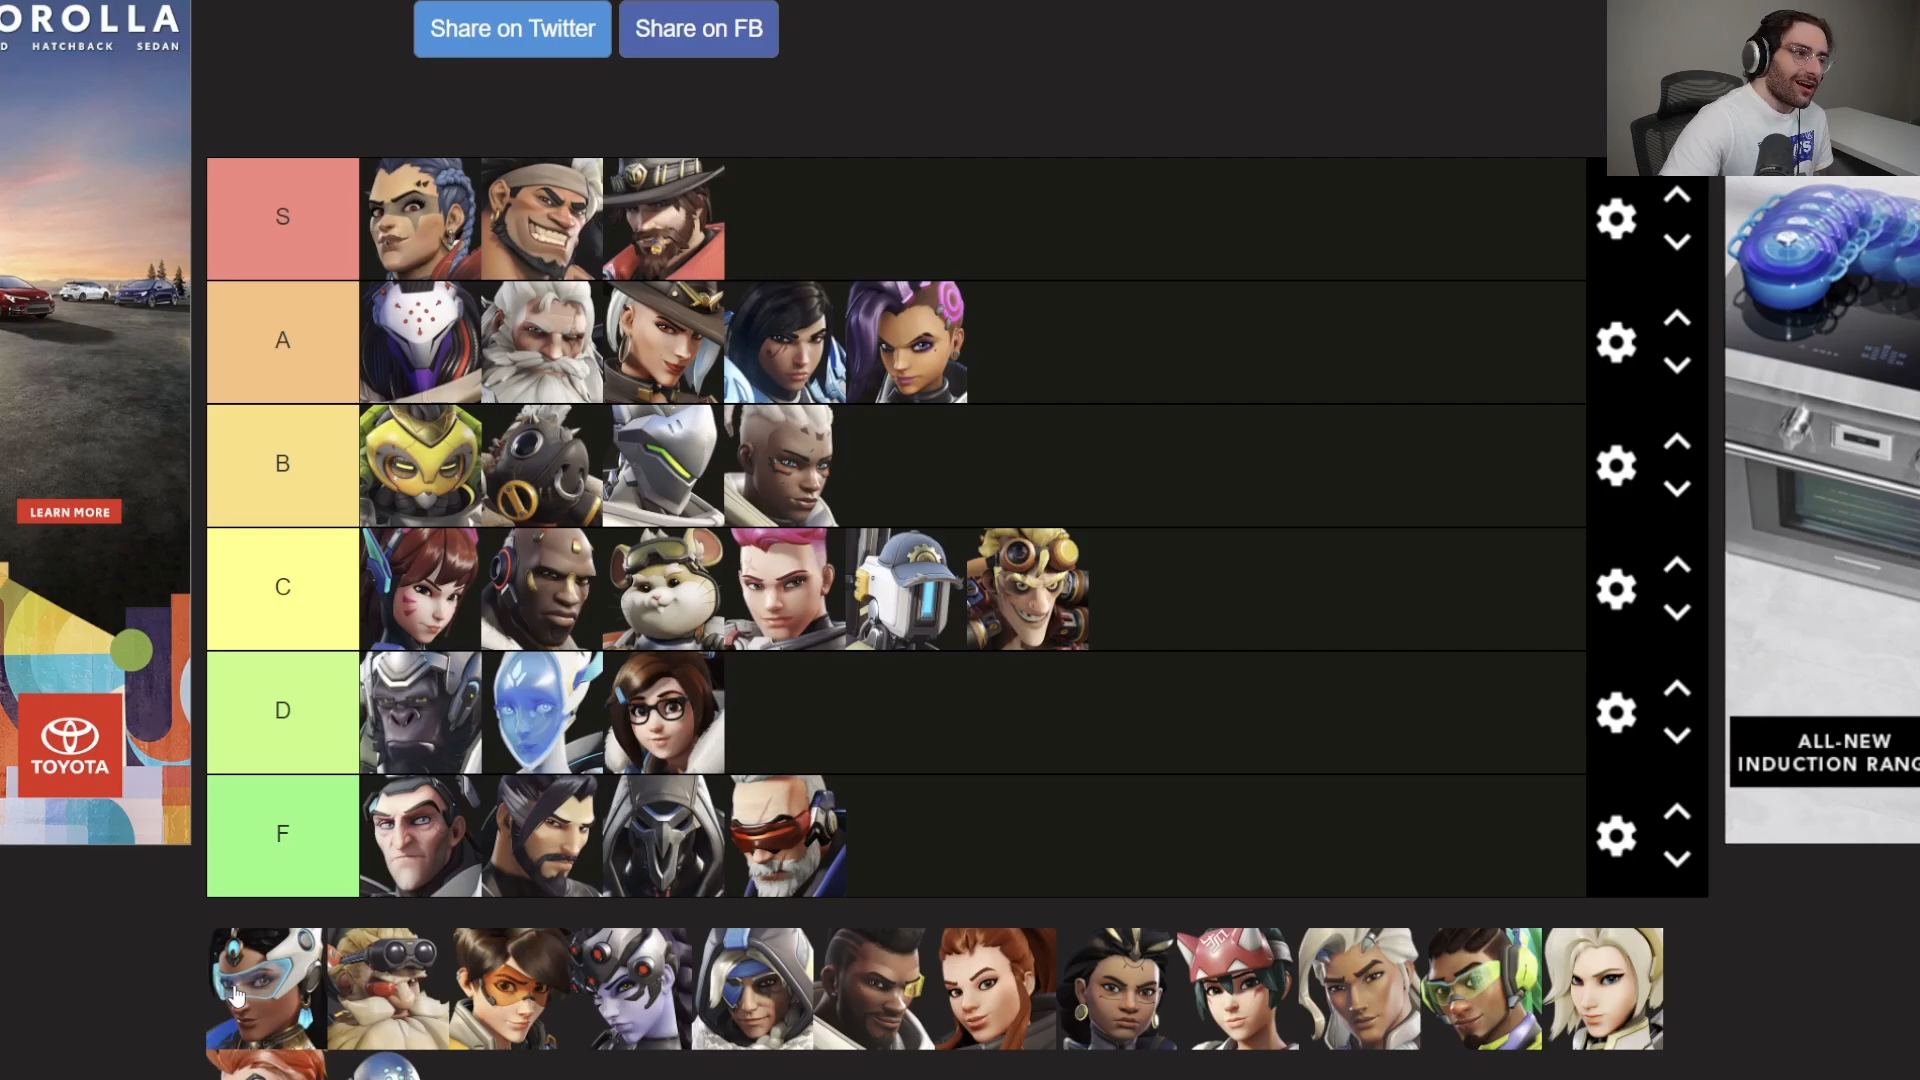 OROLLA
D HATCHBACK SEDAN
Share on Twitter
Share on FB
S
A
B
C
D
F
LEARN MORE
TOYOTA
ALL-NEW
INDUCTION RANG